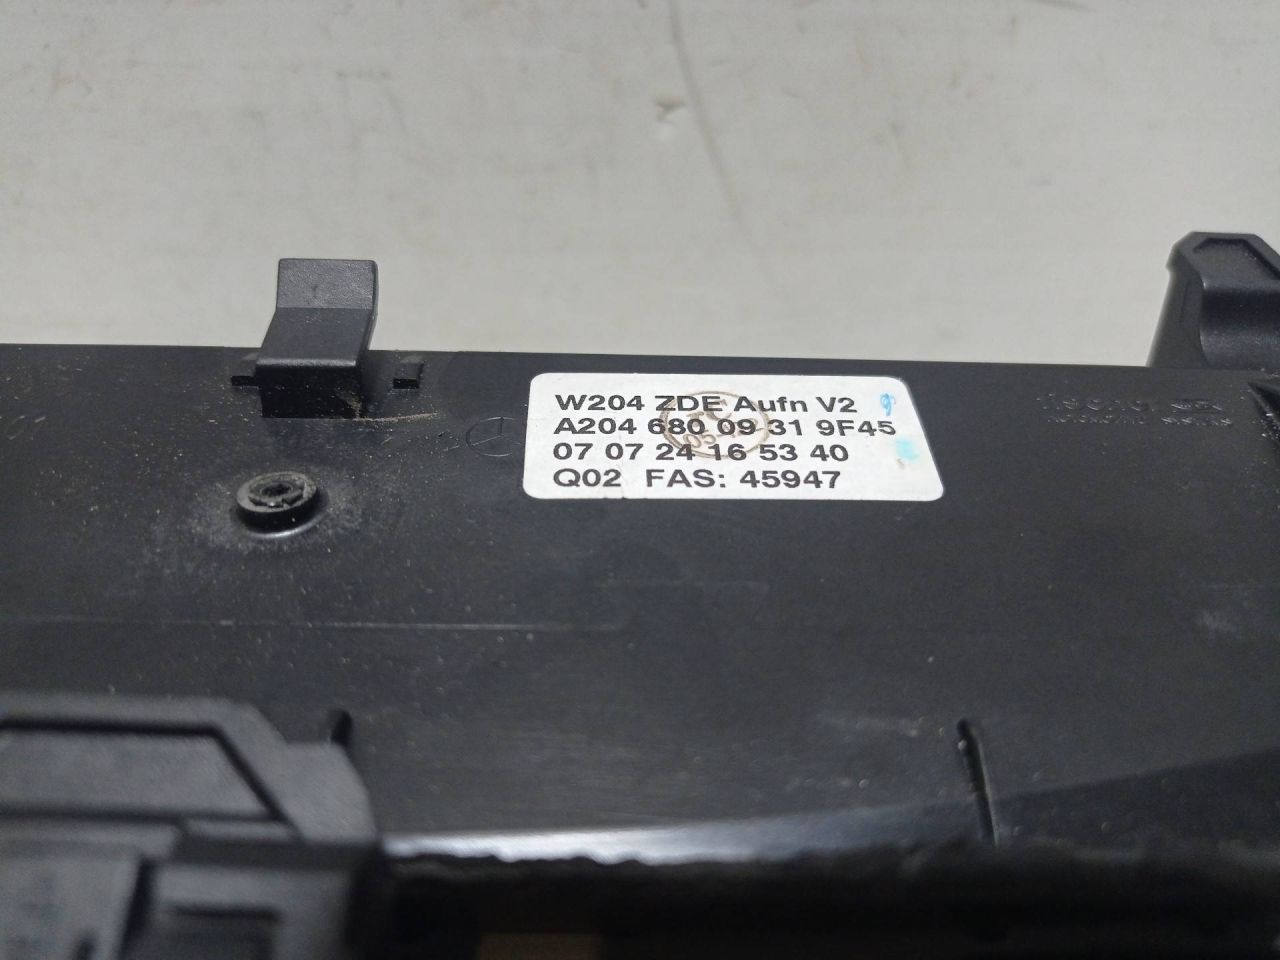 W204 ZDE Aufn V2
A204 680 09 31 9F45
07 07 24 16 53 40
Q02 FAS: 45947